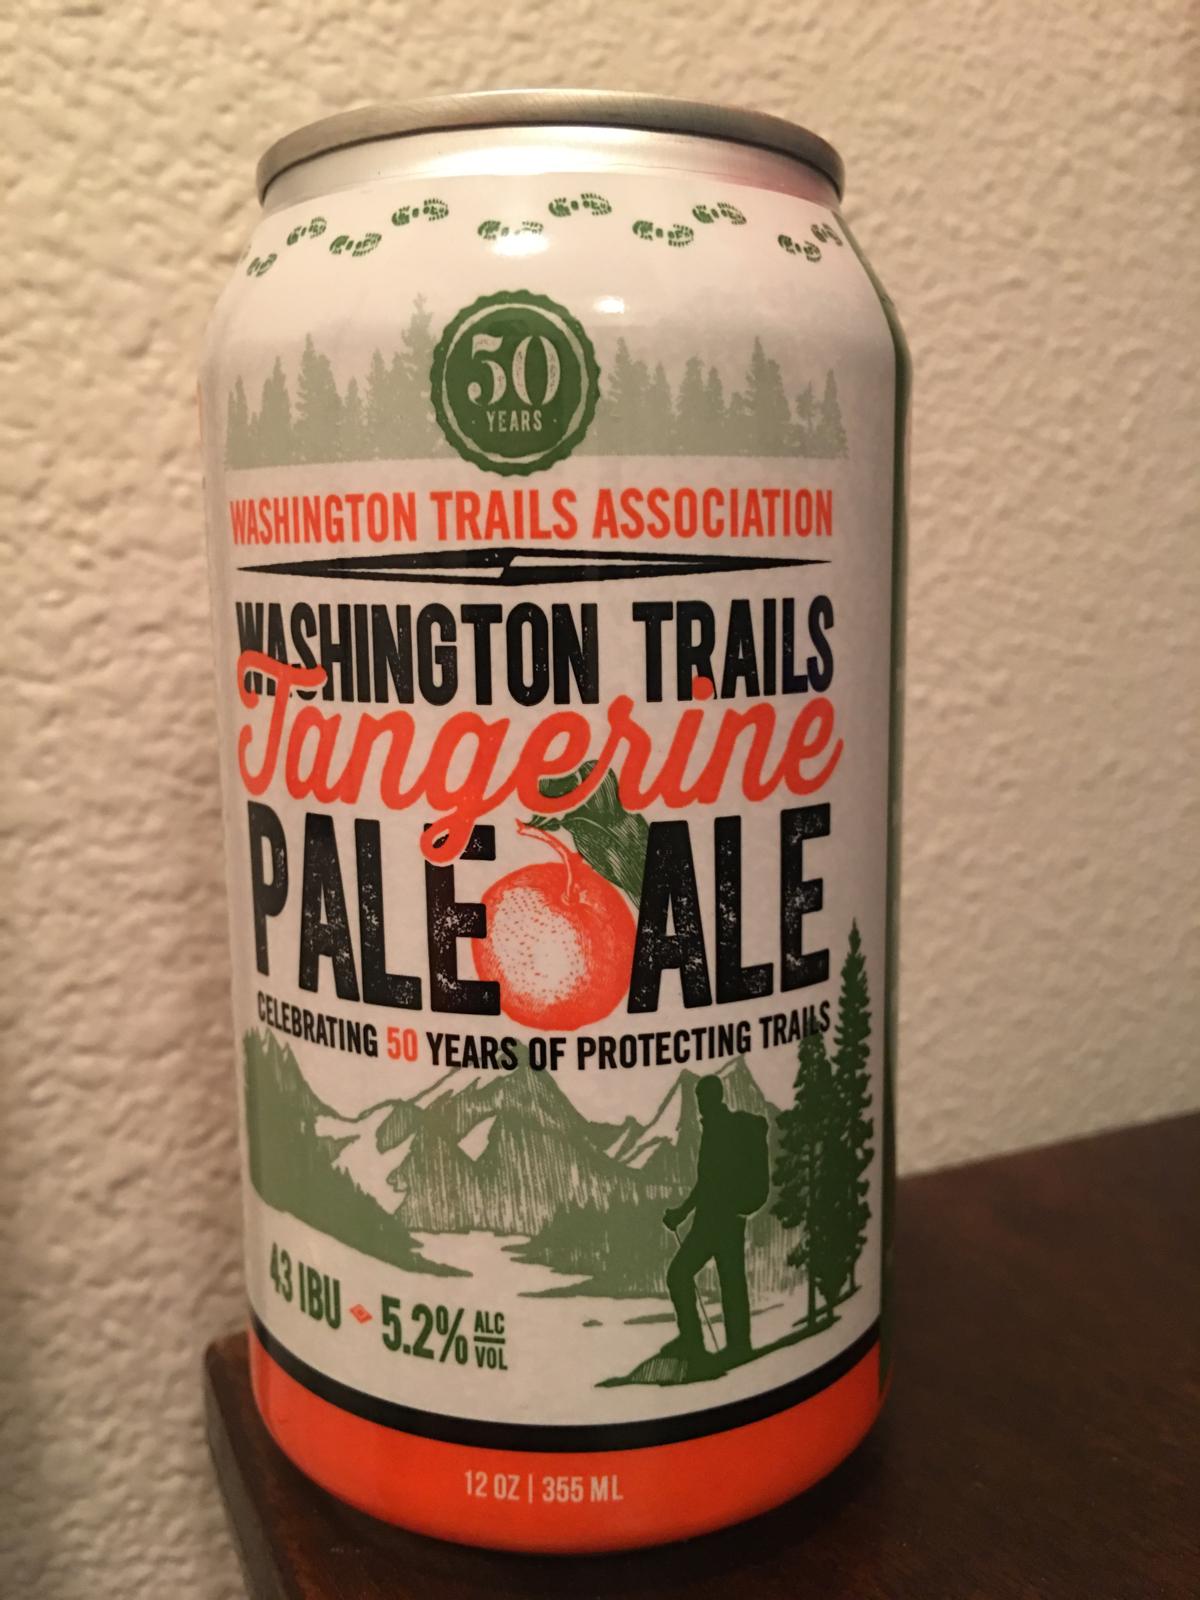 50
YEARS
WASHINGTON TRAILS ASSOCIATION
WASHINGTON TRAILS
Tangerine
PALE ALE
CELEBRATING 50 YEARS OF PROTECTING TRAILS
43 IBU 5.2% ALC
VOL
12 OZ | 355 ML